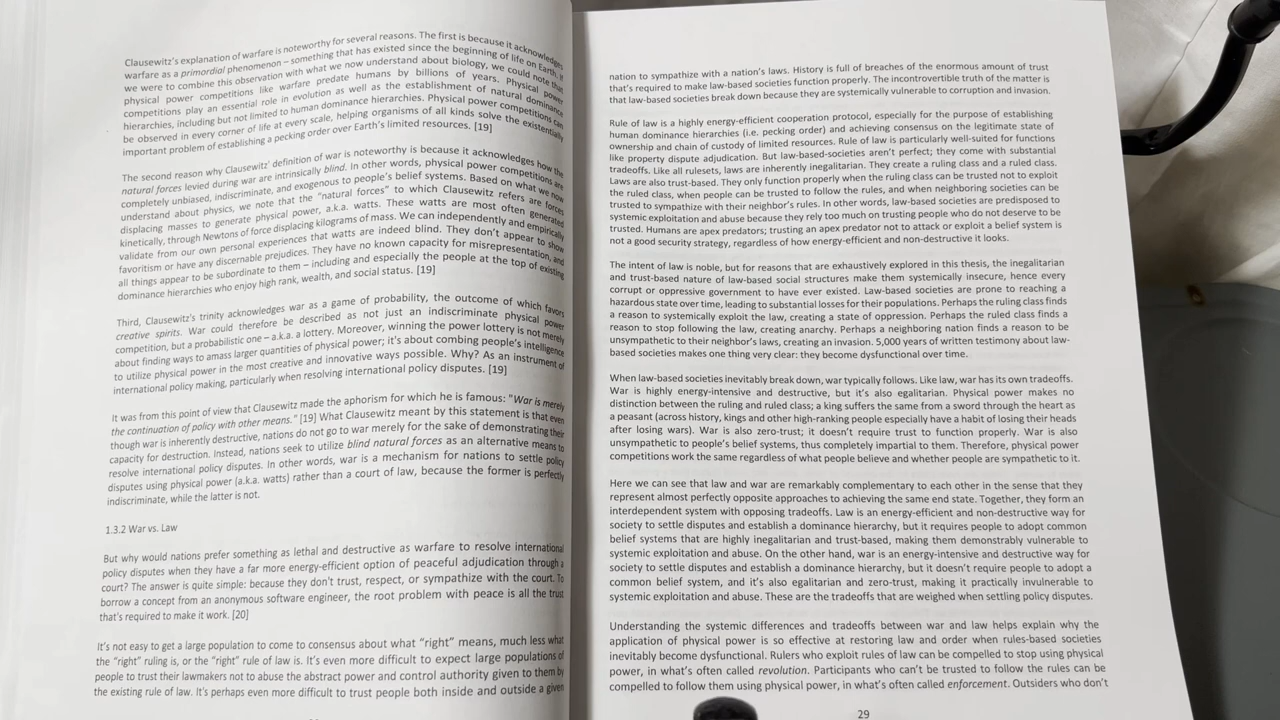 Clausewitz's explanation of warfare is noteworthy for several reasons. The first is because it acknowledges
warfare as a primordial phenomenon – something that has existed since the beginning of life on Earth. If
we were to combine this observation with what we now understand about biology, we could note that
physical power competitions like warfare predate humans by billions of years. Physical power
competitions play an essential role in evolution as well as the establishment of natural dominance
hierarchies, including but not limited to human dominance hierarchies. Physical power competitions can
be observed in every corner of life at every scale, helping organisms of all kinds solve the existentially
important problem of establishing a pecking order over Earth's limited resources. [19]
The second reason why Clausewitz' definition of war is noteworthy is because it acknowledges how the
natural forces levied during war are intrinsically blind. In other words, physical power competitions are
completely unbiased, indiscriminate, and exogenous to people's belief systems. Based on what we now
understand about physics, we note that the "natural forces" to which Clausewitz refers are forces
displacing masses to generate physical power, a.k.a. watts. These watts are most often generated
kinetically, through Newtons of force displacing kilograms of mass. We can independently and empirically
validate from our own personal experiences that watts are indeed blind. They don't appear to show
favoritism or have any discernable prejudices. They have no known capacity for misrepresentation, and
all things appear to be subordinate to them – including and especially the people at the top of existing
dominance hierarchies who enjoy high rank, wealth, and social status. [19]
Third, Clausewitz's trinity acknowledges war as a game of probability, the outcome of which favors
creative spirits. War could therefore be described as not just an indiscriminate physical power
competition, but a probabilistic one – a.k.a. a lottery. Moreover, winning the power lottery is not merely
about finding ways to amass larger quantities of physical power; it's about combing people's intelligence
to utilize physical power in the most creative and innovative ways possible. Why? As an instrument of
international policy making, particularly when resolving international policy disputes. [19]
It was from this point of view that Clausewitz made the aphorism for which he is famous: "War is merely
the continuation of policy with other means." [19] What Clausewitz meant by this statement is that even
though war is inherently destructive, nations do not go to war merely for the sake of demonstrating their
capacity for destruction. Instead, nations seek to utilize blind natural forces as an alternative means to
resolve international policy disputes. In other words, war is a mechanism for nations to settle policy
disputes using physical power (a.k.a. watts) rather than a court of law, because the former is perfectly
indiscriminate, while the latter is not.
1.3.2 War vs. Law
But why would nations prefer something as lethal and destructive as warfare to resolve international
policy disputes when they have a far more energy-efficient option of peaceful adjudication through a
court? The answer is quite simple: because they don't trust, respect, or sympathize with the court. To
borrow a concept from an anonymous software engineer, the root problem with peace is all the trust
that's required to make it work. [20]
It's not easy to get a large population to come to consensus about what "right" means, much less what
the "right" ruling is, or the "right" rule of law is. It's even more difficult to expect large populations of
people to trust their lawmakers not to abuse the abstract power and control authority given to them by
the existing rule of law. It's perhaps even more difficult to trust people both inside and outside a given
nation to sympathize with a nation's laws. History is full of breaches of the enormous amount of trust
that's required to make law-based societies function properly. The incontrovertible truth of the matter is
that law-based societies break down because they are systemically vulnerable to corruption and invasion.
Rule of law is a highly energy-efficient cooperation protocol, especially for the purpose of establishing
human dominance hierarchies (i.e. pecking order) and achieving consensus on the legitimate state of
ownership and chain of custody of limited resources. Rule of law is particularly well-suited for functions
like property dispute adjudication. But law-based-societies aren't perfect; they come with substantial
tradeoffs. Like all rulesets, laws are inherently inegalitarian. They create a ruling class and a ruled class.
Laws are also trust-based. They only function properly when the ruling class can be trusted not to exploit
the ruled class, when people can be trusted to follow the rules, and when neighboring societies can be
trusted to sympathize with their neighbor's rules. In other words, law-based societies are predisposed to
systemic exploitation and abuse because they rely too much on trusting people who do not deserve to be
trusted. Humans are apex predators; trusting an apex predator not to attack or exploit a belief system is
not a good security strategy, regardless of how energy-efficient and non-destructive it looks.
The intent of law is noble, but for reasons that are exhaustively explored in this thesis, the inegalitarian
and trust-based nature of law-based social structures make them systemically insecure, hence every
corrupt or oppressive government to have ever existed. Law-based societies are prone to reaching a
hazardous state over time, leading to substantial losses for their populations. Perhaps the ruling class finds
a reason to systemically exploit the law, creating a state of oppression. Perhaps the ruled class finds a
reason to stop following the law, creating anarchy. Perhaps a neighboring nation finds a reason to be
unsympathetic to their neighbor's laws, creating an invasion. 5,000 years of written testimony about law-
based societies makes one thing very clear: they become dysfunctional over time.
When law-based societies inevitably break down, war typically follows. Like law, war has its own tradeoffs.
War is highly energy-intensive and destructive, but it's also egalitarian. Physical power makes no
distinction between the ruling and ruled class; a king suffers the same from a sword through the heart as
a peasant (across history, kings and other high-ranking people especially have a habit of losing their heads
after losing wars). War is also zero-trust; it doesn't require trust to function properly. War is also
unsympathetic to people's belief systems, thus completely impartial to them. Therefore, physical power
competitions work the same regardless of what people believe and whether people are sympathetic to it.
Here we can see that law and war are remarkably complementary to each other in the sense that they
represent almost perfectly opposite approaches to achieving the same end state. Together, they form an
interdependent system with opposing tradeoffs. Law is an energy-efficient and non-destructive way for
society to settle disputes and establish a dominance hierarchy, but it requires people to adopt common
belief systems that are highly inegalitarian and trust-based, making them demonstrably vulnerable to
systemic exploitation and abuse. On the other hand, war is an energy-intensive and destructive way for
society to settle disputes and establish a dominance hierarchy, but it doesn't require people to adopt a
common belief system, and it's also egalitarian and zero-trust, making it practically invulnerable to
systemic exploitation and abuse. These are the tradeoffs that are weighed when settling policy disputes.
Understanding the systemic differences and tradeoffs between war and law helps explain why the
application of physical power is so effective at restoring law and order when rules-based societies
inevitably become dysfunctional. Rulers who exploit rules of law can be compelled to stop using physical
power, in what's often called revolution. Participants who can't be trusted to follow the rules can be
compelled to follow them using physical power, in what's often called enforcement. Outsiders who don't
29